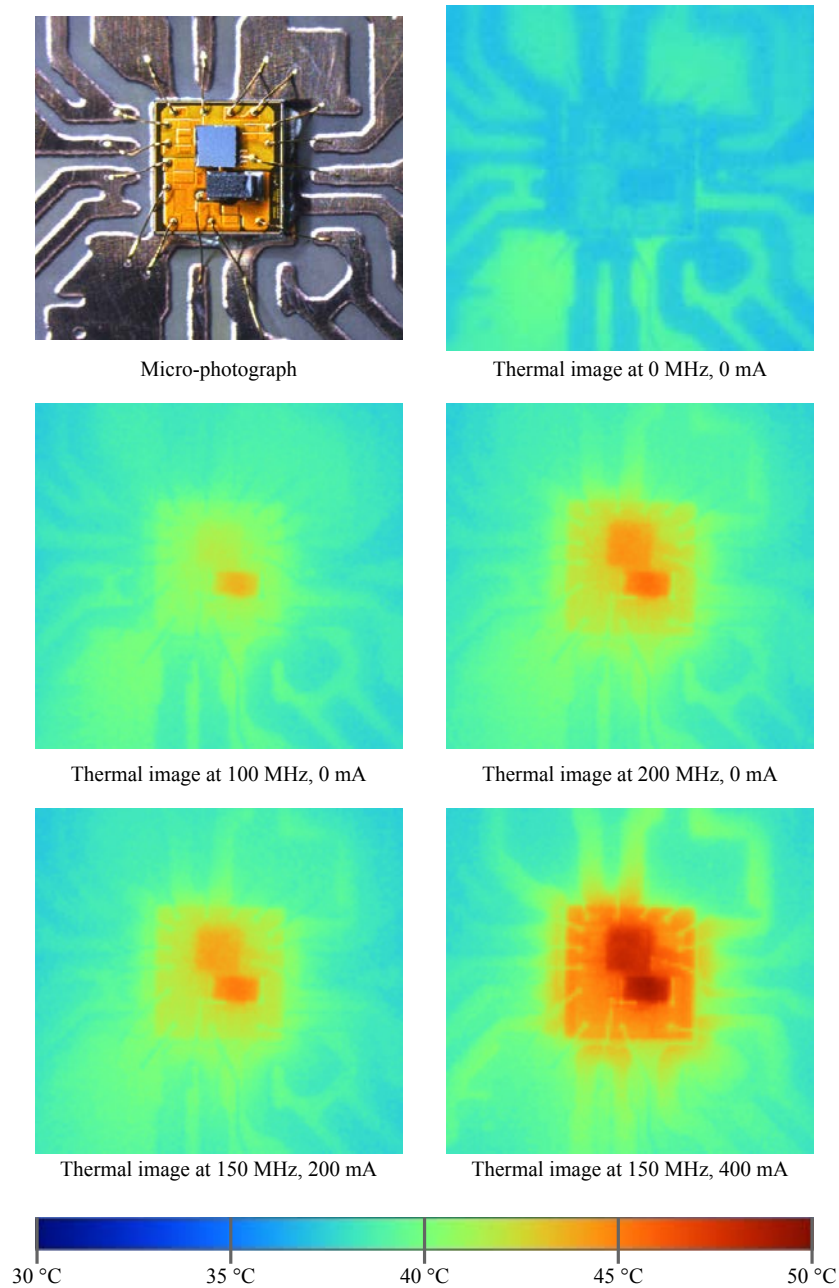 Micro-photograph
Thermal image at 0 MHz, 0 mA
Thermal image at 100 MHz, 0 mA
Thermal image at 200 MHz, 0 mA
Thermal image at 150 MHz, 200 mA
Thermal image at 150 MHz, 400 mA
30 °C 35 °C 40 °C 45 °C 50 °C